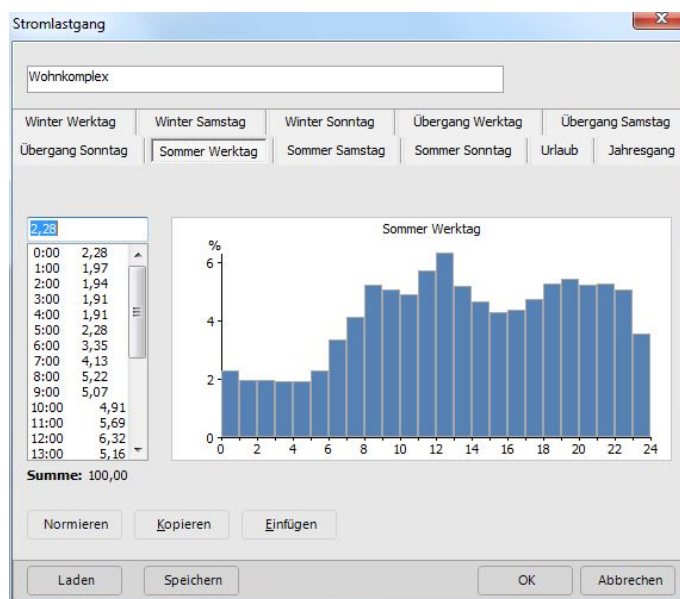 Stromlastgang
Wohnkomplex
Winter Werktag Winter Samstag Winter Sonntag Übergang Werktag Übergang Samstag
Übergang Sonntag Sommer Werktag Sommer Samstag Sommer Sonntag Urlaub Jahresgang
2,28
0:00 2,28
1:00 1,97
2:00 1,94
3:00 1,91
4:00 1,91
5:00 2,28
6:00 3,35
7:00 4,13
8:00 5,22
9:00 5,07
10:00 4,91
11:00 5,69
12:00 6,32
13:00 5,16
Summe: 100,00
Sommer Werktag
%
6
4
2
0
0 2 4 6 8 10 12 14 16 18 20 22 24
Normieren Kopieren Einfügen
Laden Speichern OK Abbrechen